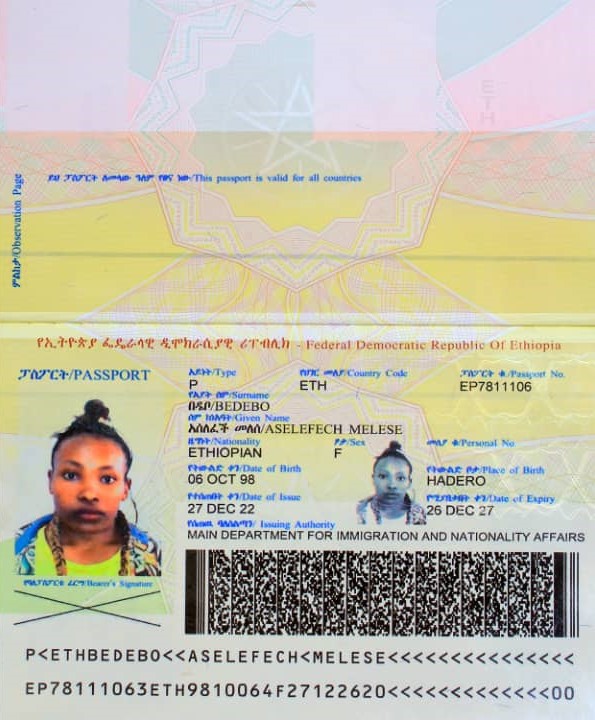 ምልከታ/Observation Page
ይህ ፓስፖርት ለመላው ዓለም የፀና ነው/This passport is valid for all countries
ETH
የኢትዮጵያ ፌዴራላዊ ዲሞክራሲያዊ ሪፐብሊክ - Federal Democratic Republic Of Ethiopia
ፓስፖርት/PASSPORT
አይነት/Type የሀገር መለያ/Country Code ፓስፖርት ቁ/Passport No.
P ETH EP7811106
የአያት ስም/Surname
በዴቦ/BEDEBO
ስም ከነአባት/Given Name
አሰለፈች መለሰ/ASELEFECH MELESE
ዜግነት/Nationality ፆታ/Sex መለያ ቁ/Personal No
ETHIOPIAN F
የትውልድ ቀን/Date of Birth የትውልድ ቦታ/Place of Birth
06 OCT 98 HADERO
የተሰጠበት ቀን/Date of Issue የሚያበቃበት ቀን/Date of Expiry
27 DEC 22 26 DEC 27
የሰጪው ባለስልጣን/ Issuing Authority
MAIN DEPARTMENT FOR IMMIGRATION AND NATIONALITY AFFAIRS
የባለፓስፖርቱ ፊርማ/Bearer's Signature
P<ETHBEDEBO<<ASELEFECH<MELESE<<<<<<<<<<<<<<<
EP78111063ETH9810064F27122620<<<<<<<<<<<<<00